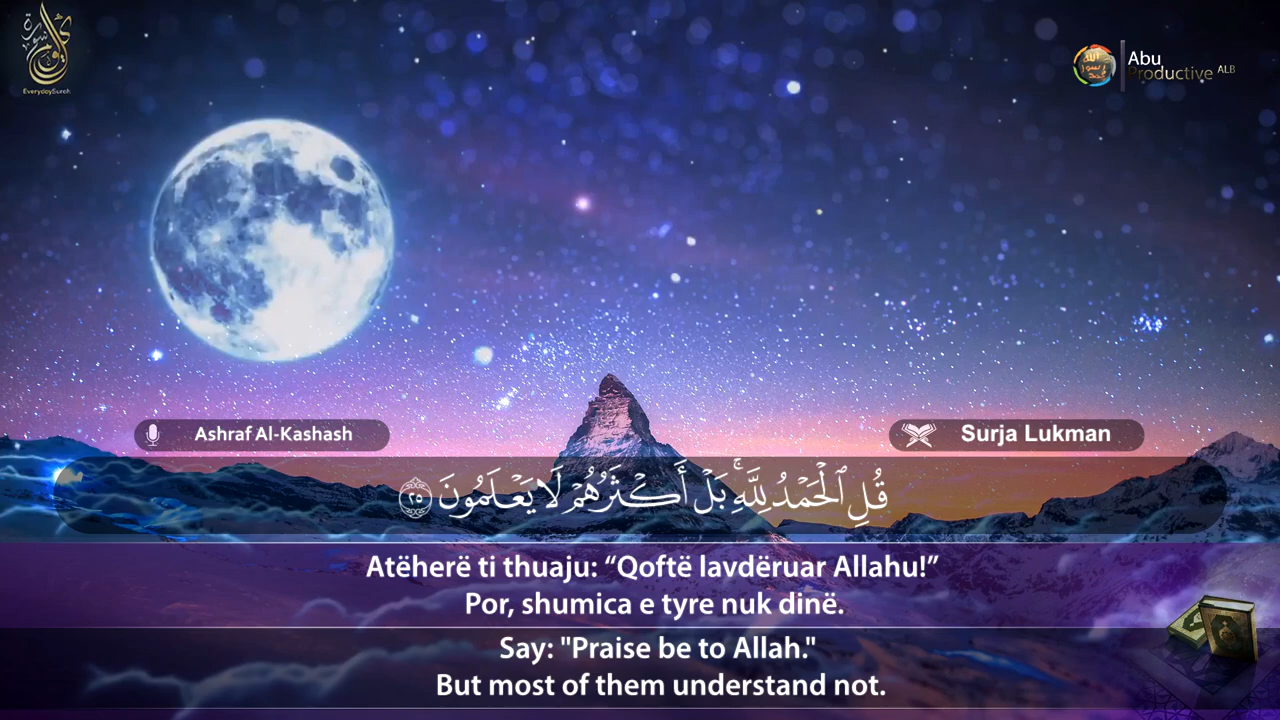 EverydaySurah
Abu
Productive ALB
Ashraf Al-Kashash
Surja Lukman
قُلِ ٱلْحَمْدُ لِلَّهِ ۚ بَلْ أَكْثَرُهُمْ لَا يَعْلَمُونَ ٢٥
Atëherë ti thuaju: “Qoftë lavdëruar Allahu!”
Por, shumica e tyre nuk dinë.
Say: "Praise be to Allah."
But most of them understand not.